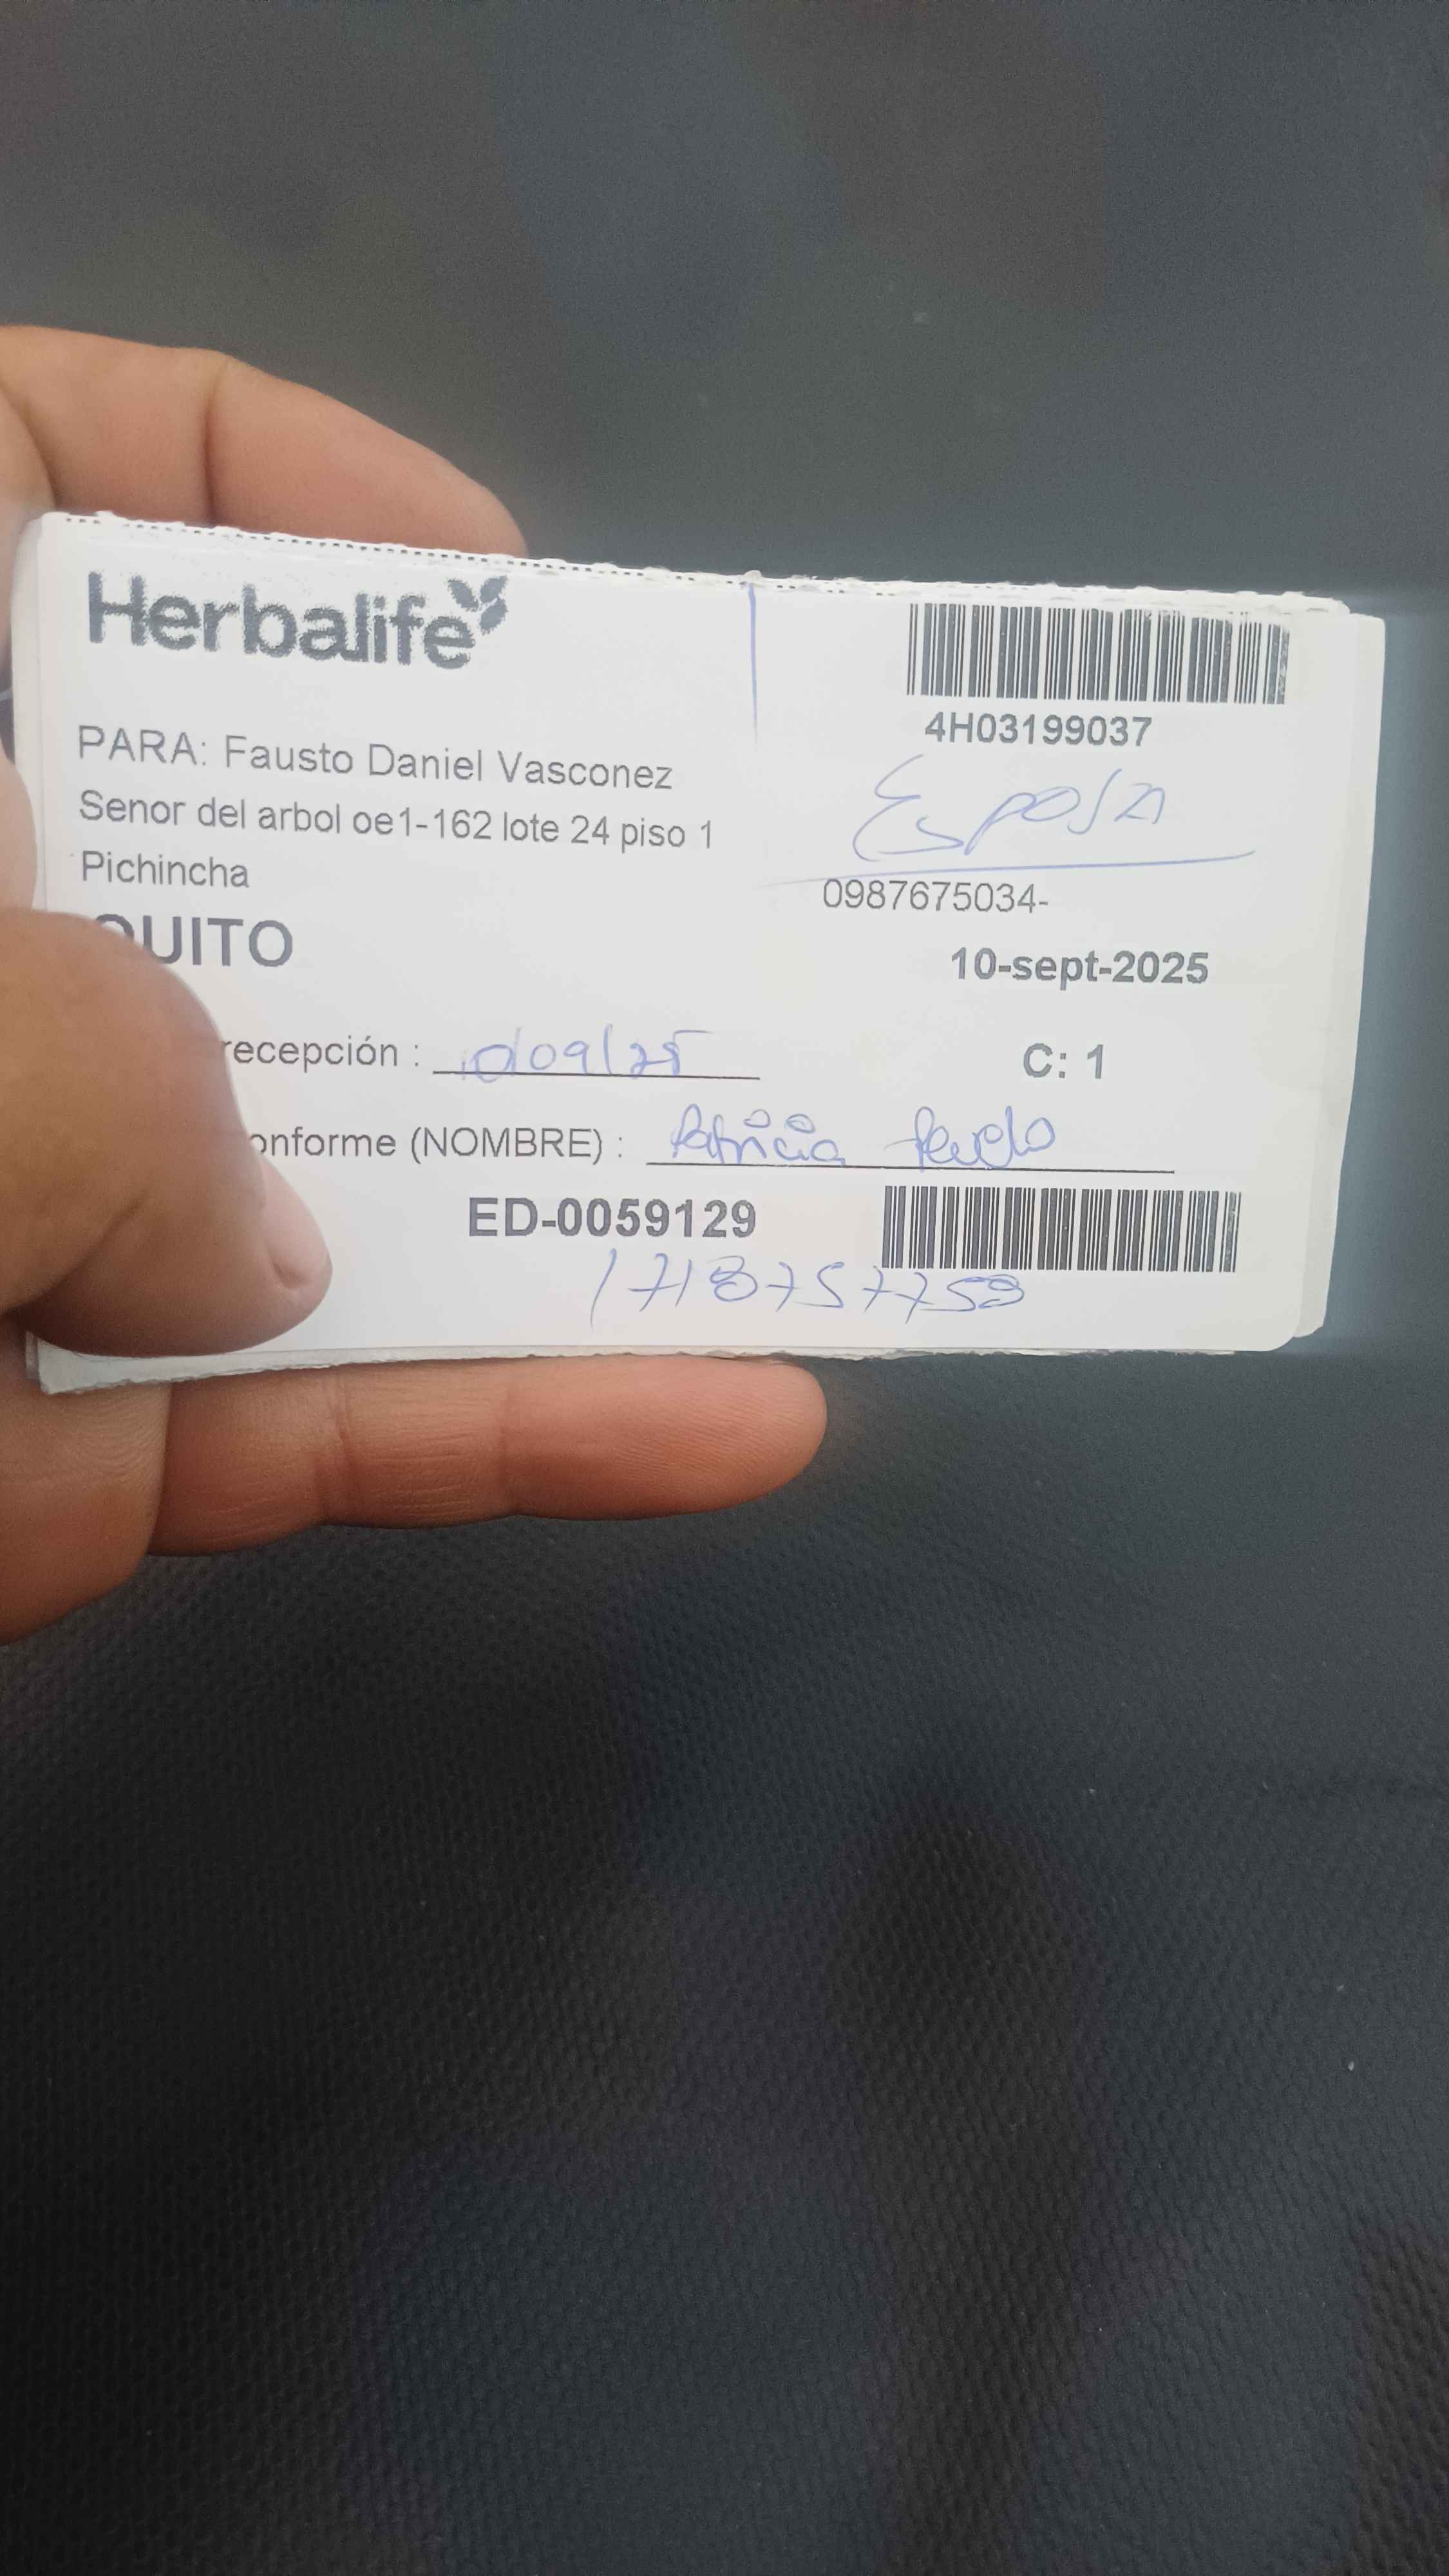 Herbalife
4H03199037
PARA: Fausto Daniel Vasconez
Esposa
Senor del arbol oe1-162 lote 24 piso 1
Pichincha
0987675034-
QUITO
10-sept-2025
recepción : 10/09/25
C: 1
onforme (NOMBRE) : Patricia
ED-0059129